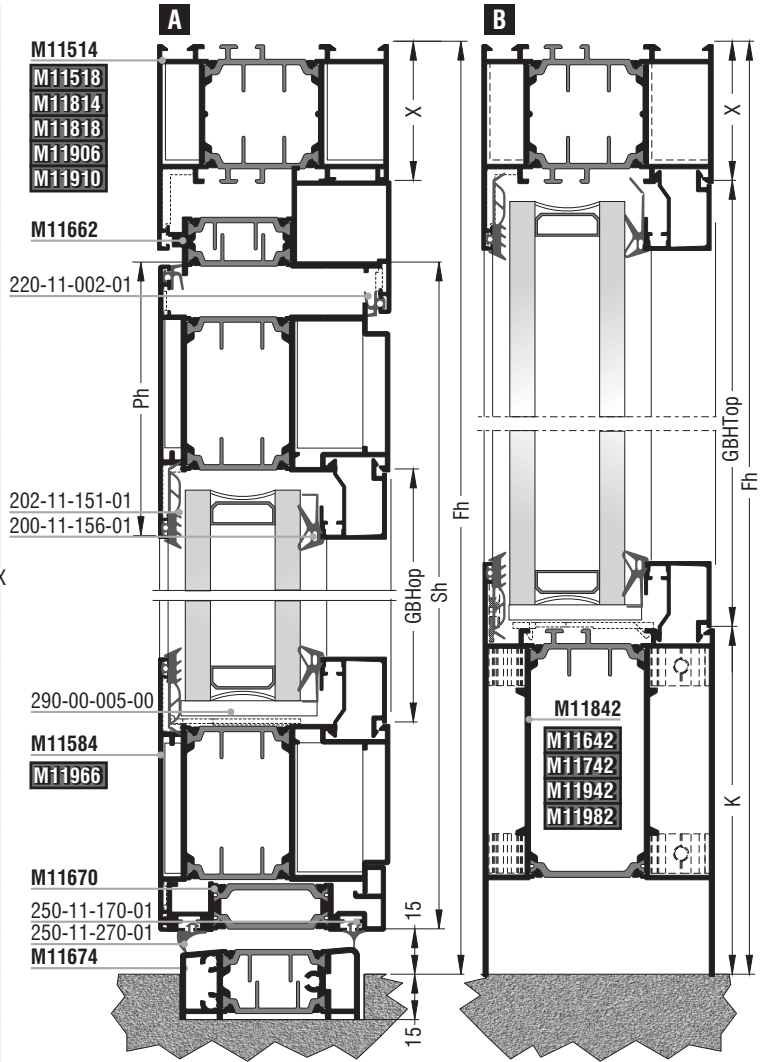 A
B
M11514
M11518
M11814
M11818
M11906
M11910
X
X
M11662
220-11-002-01
Ph
GBHTop
Fh
Fh
202-11-151-01
200-11-156-01
X
GBHop
Sh
290-00-005-00
M11584
M11966
M11842
M11642
M11742
M11942
M11982
K
M11670
250-11-170-01
15
250-11-270-01
M11674
15